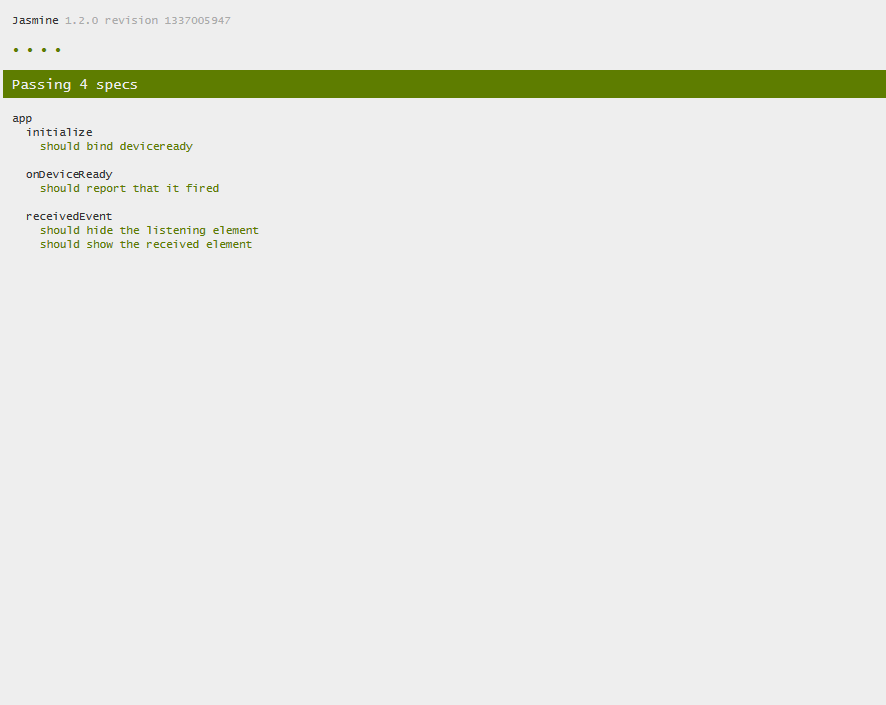 Jasmine 1.2.0 revision 1337005947
• • • •
Passing 4 specs
app
initialize
should bind deviceready
onDeviceReady
should report that it fired
receivedEvent
should hide the listening element
should show the received element